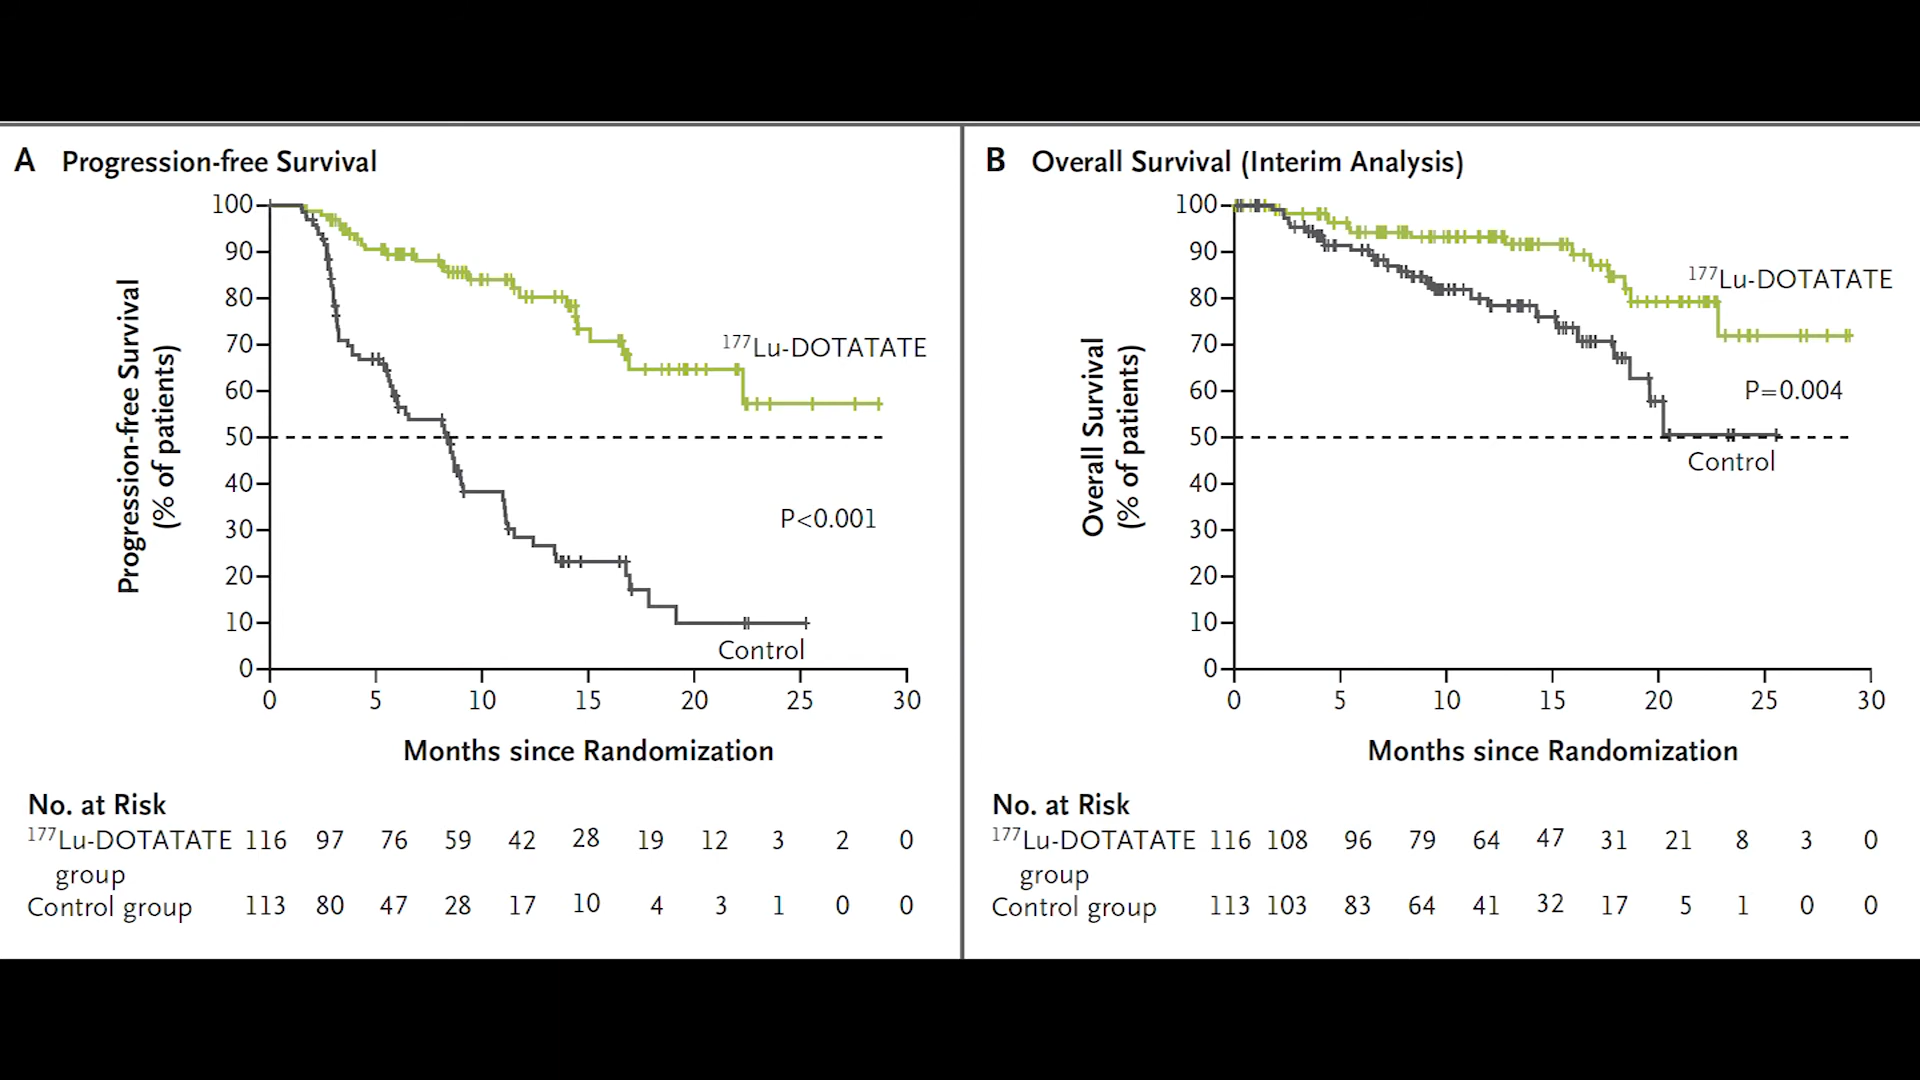 A Progression-free Survival
100
90
80
70
60
50
40
30
20
10
0
Progression-free Survival
(% of patients)
177Lu-DOTATATE
P<0.001
Control
0 5 10 15 20 25 30
Months since Randomization
No. at Risk
177Lu-DOTATATE 116 97 76 59 42 28 19 12 3 2 0
group
Control group 113 80 47 28 17 10 4 3 1 0 0
B Overall Survival (Interim Analysis)
100
90
80
70
60
50
40
30
20
10
0
Overall Survival
(% of patients)
177Lu-DOTATATE
P=0.004
Control
0 5 10 15 20 25 30
Months since Randomization
No. at Risk
177Lu-DOTATATE 116 108 96 79 64 47 31 21 8 3 0
group
Control group 113 103 83 64 41 32 17 5 1 0 0